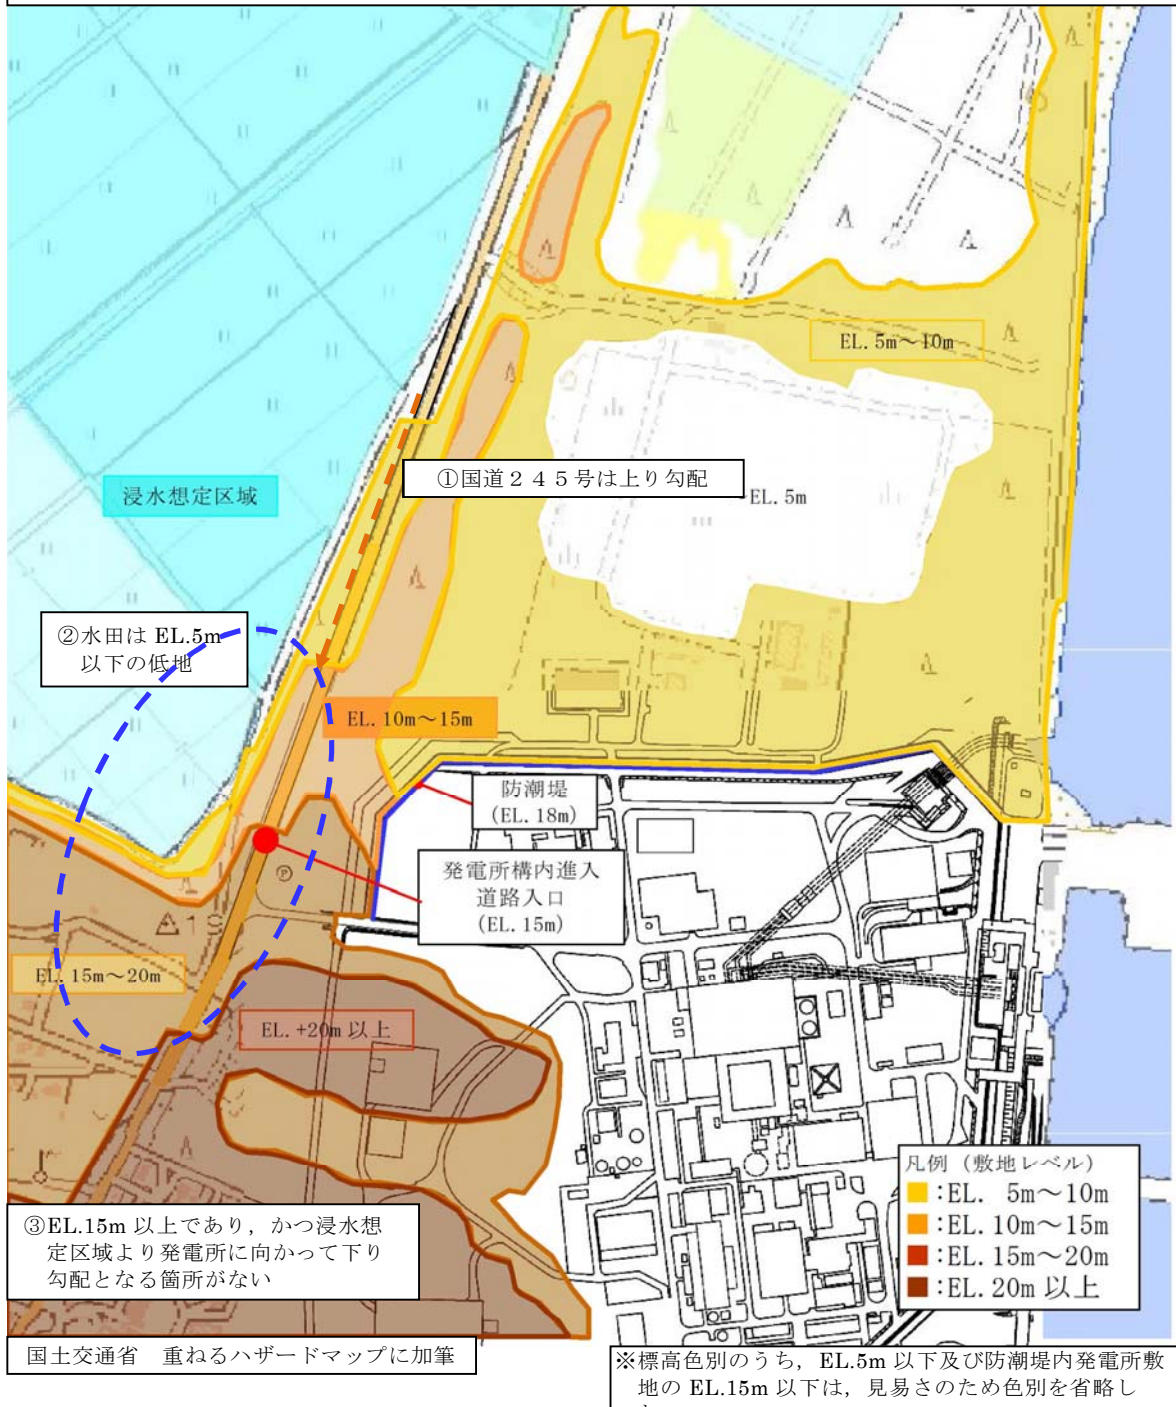 EL. 5m～10m
①国道２４５号は上り勾配
EL. 5m
浸水想定区域
②水田は EL.5m
以下の低地
EL. 10m～15m
防潮堤
(EL. 18m)
発電所構内進入
道路入口
(EL. 15m)
P
EL. 15m～20m
EL. +20m 以上
凡例（敷地レベル）
:EL. 5m～10m
:EL. 10m～15m
:EL. 15m～20m
:EL. 20m 以上
③EL.15m 以上であり，かつ浸水想
定区域より発電所に向かって下り
勾配となる箇所がない
国土交通省　重ねるハザードマップに加筆
※標高色別のうち，EL.5m 以下及び防潮堤内発電所敷
地の EL.15m 以下は，見易さのため色別を省略し